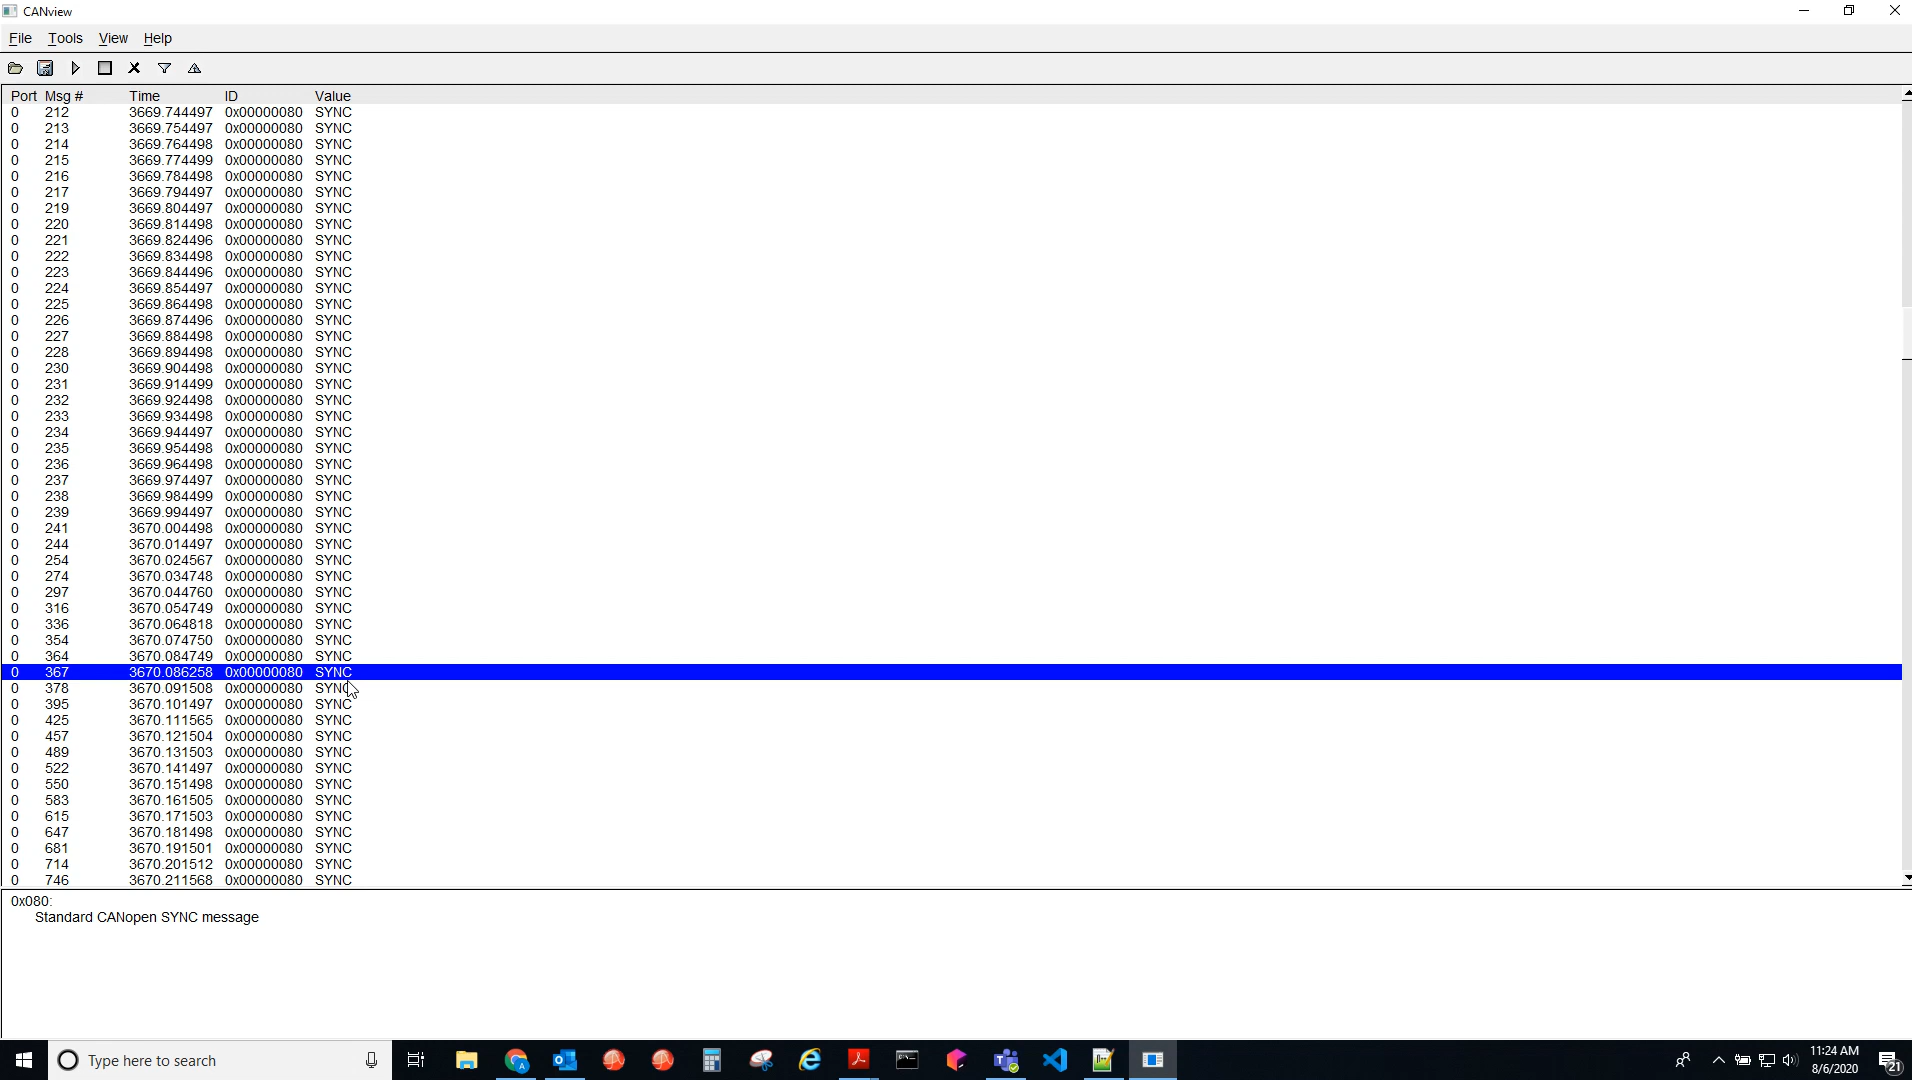 CANview
File Tools View Help
Port Msg # Time ID Value
0 212 3669.744497 0x00000080 SYNC
0 213 3669.754497 0x00000080 SYNC
0 214 3669.764498 0x00000080 SYNC
0 215 3669.774499 0x00000080 SYNC
0 216 3669.784498 0x00000080 SYNC
0 217 3669.794497 0x00000080 SYNC
0 219 3669.804497 0x00000080 SYNC
0 220 3669.814498 0x00000080 SYNC
0 221 3669.824496 0x00000080 SYNC
0 222 3669.834498 0x00000080 SYNC
0 223 3669.844496 0x00000080 SYNC
0 224 3669.854497 0x00000080 SYNC
0 225 3669.864498 0x00000080 SYNC
0 226 3669.874496 0x00000080 SYNC
0 227 3669.884498 0x00000080 SYNC
0 228 3669.894498 0x00000080 SYNC
0 230 3669.904498 0x00000080 SYNC
0 231 3669.914499 0x00000080 SYNC
0 232 3669.924498 0x00000080 SYNC
0 233 3669.934498 0x00000080 SYNC
0 234 3669.944497 0x00000080 SYNC
0 235 3669.954498 0x00000080 SYNC
0 236 3669.964498 0x00000080 SYNC
0 237 3669.974497 0x00000080 SYNC
0 238 3669.984499 0x00000080 SYNC
0 239 3669.994497 0x00000080 SYNC
0 241 3670.004498 0x00000080 SYNC
0 244 3670.014497 0x00000080 SYNC
0 254 3670.024567 0x00000080 SYNC
0 274 3670.034748 0x00000080 SYNC
0 297 3670.044760 0x00000080 SYNC
0 316 3670.054749 0x00000080 SYNC
0 336 3670.064818 0x00000080 SYNC
0 354 3670.074750 0x00000080 SYNC
0 364 3670.084749 0x00000080 SYNC
0 367 3670.086258 0x00000080 SYNC
0 378 3670.091508 0x00000080 SYNC
0 395 3670.101497 0x00000080 SYNC
0 425 3670.111565 0x00000080 SYNC
0 457 3670.121504 0x00000080 SYNC
0 489 3670.131503 0x00000080 SYNC
0 522 3670.141497 0x00000080 SYNC
0 550 3670.151498 0x00000080 SYNC
0 583 3670.161505 0x00000080 SYNC
0 615 3670.171503 0x00000080 SYNC
0 647 3670.181498 0x00000080 SYNC
0 681 3670.191501 0x00000080 SYNC
0 714 3670.201512 0x00000080 SYNC
0 746 3670.211568 0x00000080 SYNC
0x080:
Standard CANopen SYNC message
Type here to search
11:24 AM
8/6/2020
21